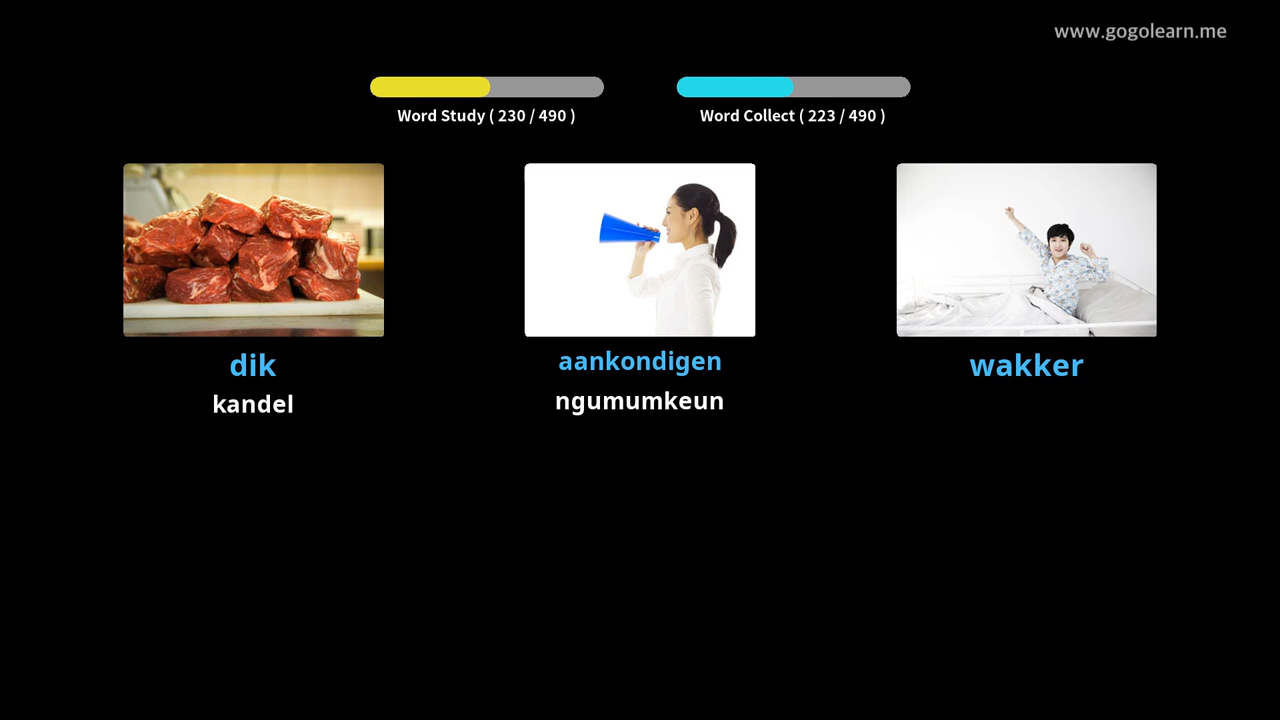 www.gogolearn.me
Word Study ( 230 / 490 )
Word Collect ( 223 / 490 )
dik
aankondigen
wakker
kandel
ngumumkeun